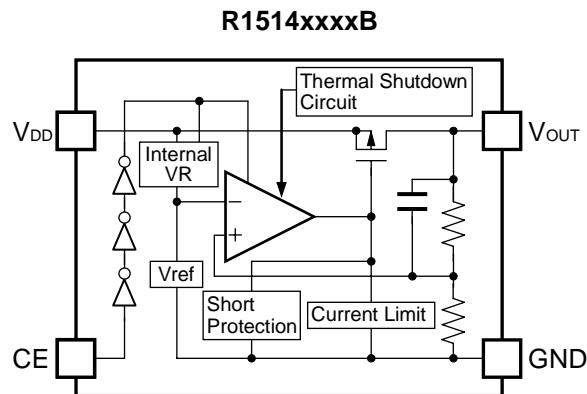 R1514xxxxB
Thermal Shutdown
Circuit
VDD
VOUT
Internal
VR
−
+
Vref
Short
Protection
Current Limit
CE
GND